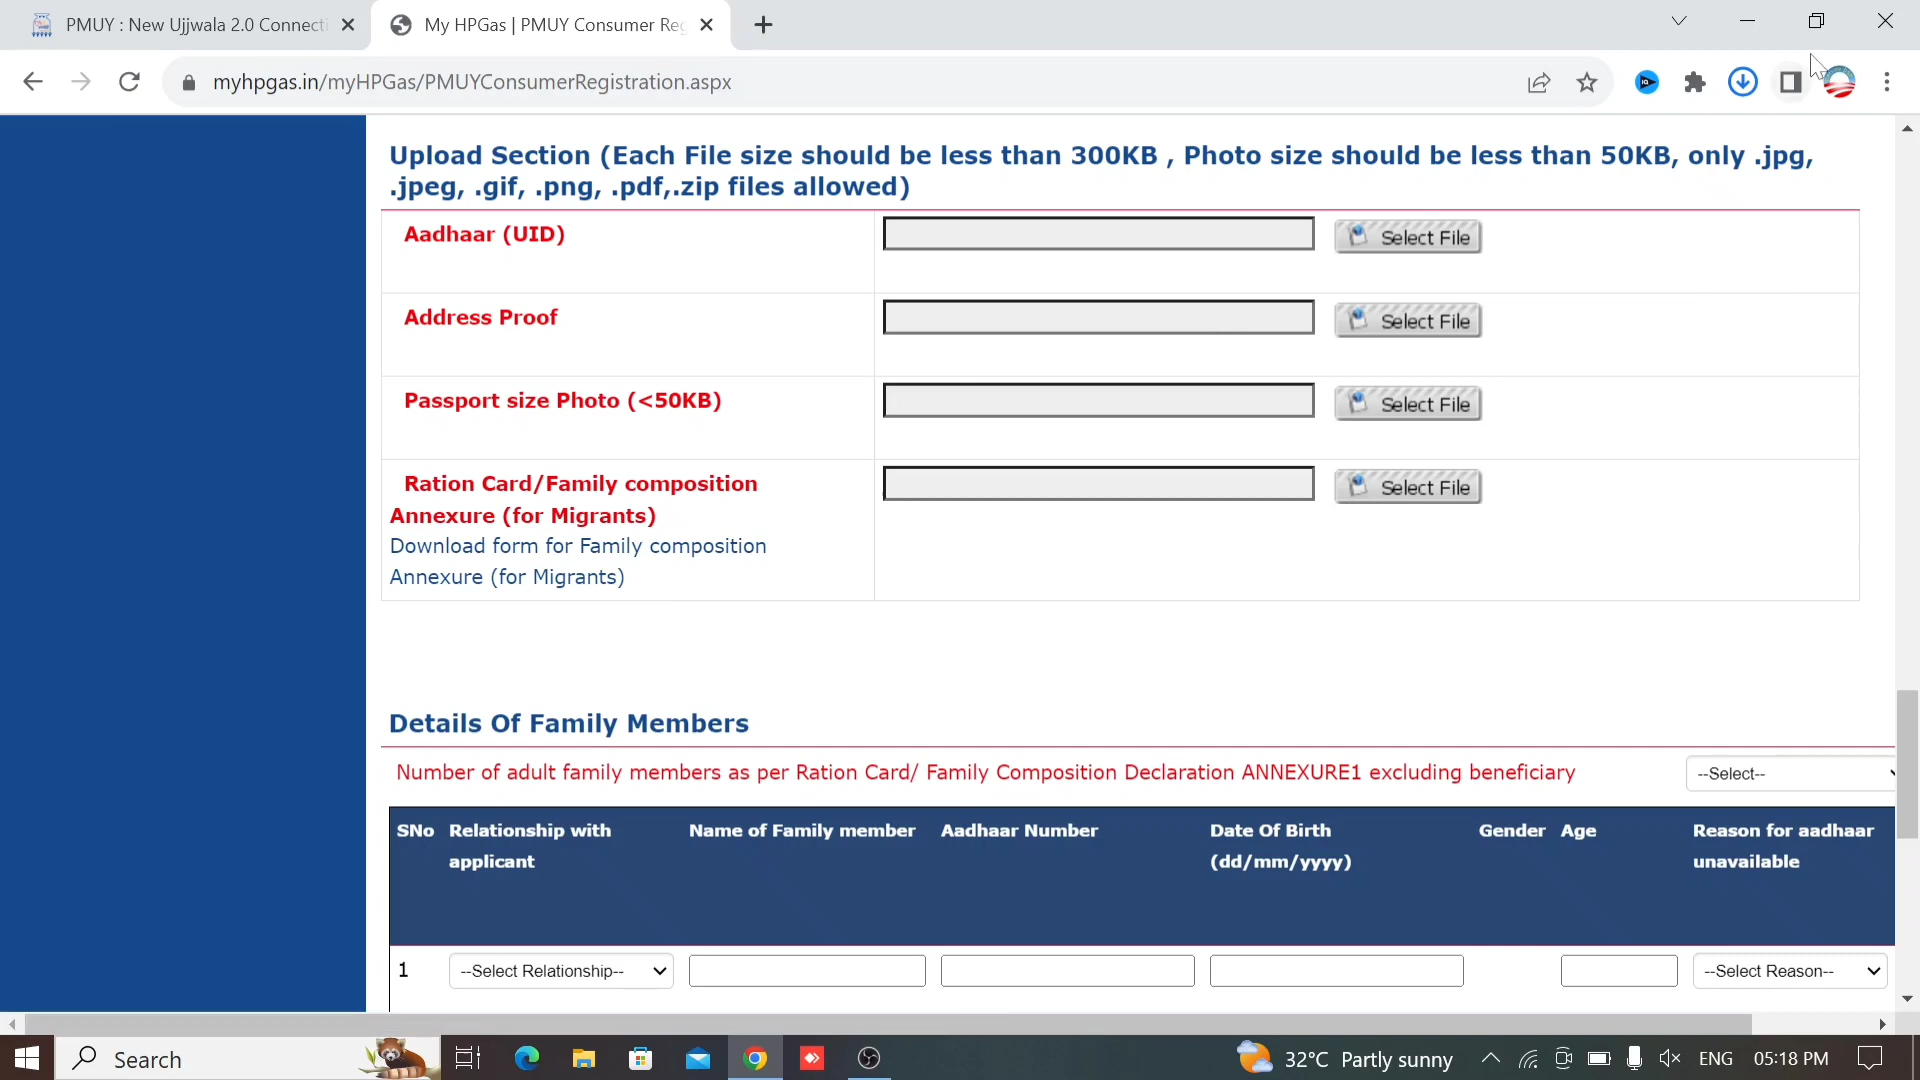 PMUY : New Ujjwala 2.0 Connecti
My HPGas | PMUY Consumer Reg
myhpgas.in/myHPGas/PMUYConsumerRegistration.aspx
Upload Section (Each File size should be less than 300KB , Photo size should be less than 50KB, only .jpg,
.jpeg, .gif, .png, .pdf,.zip files allowed)
Aadhaar (UID)
Select File
Address Proof
Select File
Passport size Photo (<50KB)
Select File
Ration Card/Family composition
Annexure (for Migrants)
Select File
Download form for Family composition
Annexure (for Migrants)
Details Of Family Members
Number of adult family members as per Ration Card/ Family Composition Declaration ANNEXURE1 excluding beneficiary
--Select--
SNo
Relationship with
applicant
Name of Family member
Aadhaar Number
Date Of Birth
(dd/mm/yyyy)
Gender
Age
Reason for aadhaar
unavailable
1
--Select Relationship--
--Select Reason--
Search
32°C Partly sunny
ENG
05:18 PM